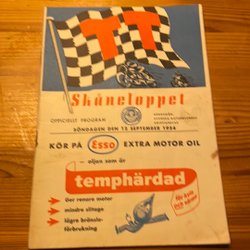 TT
Skåneloppet
OFFICIELLT PROGRAM
SÖNDAGEN DEN 12 SEPTEMBER 1954
KÖR PÅ Esso EXTRA MOTOR OIL
– oljan som är
temphärdad
Ger renare motor
mindre slitage
lägre bränsle-
förbrukning